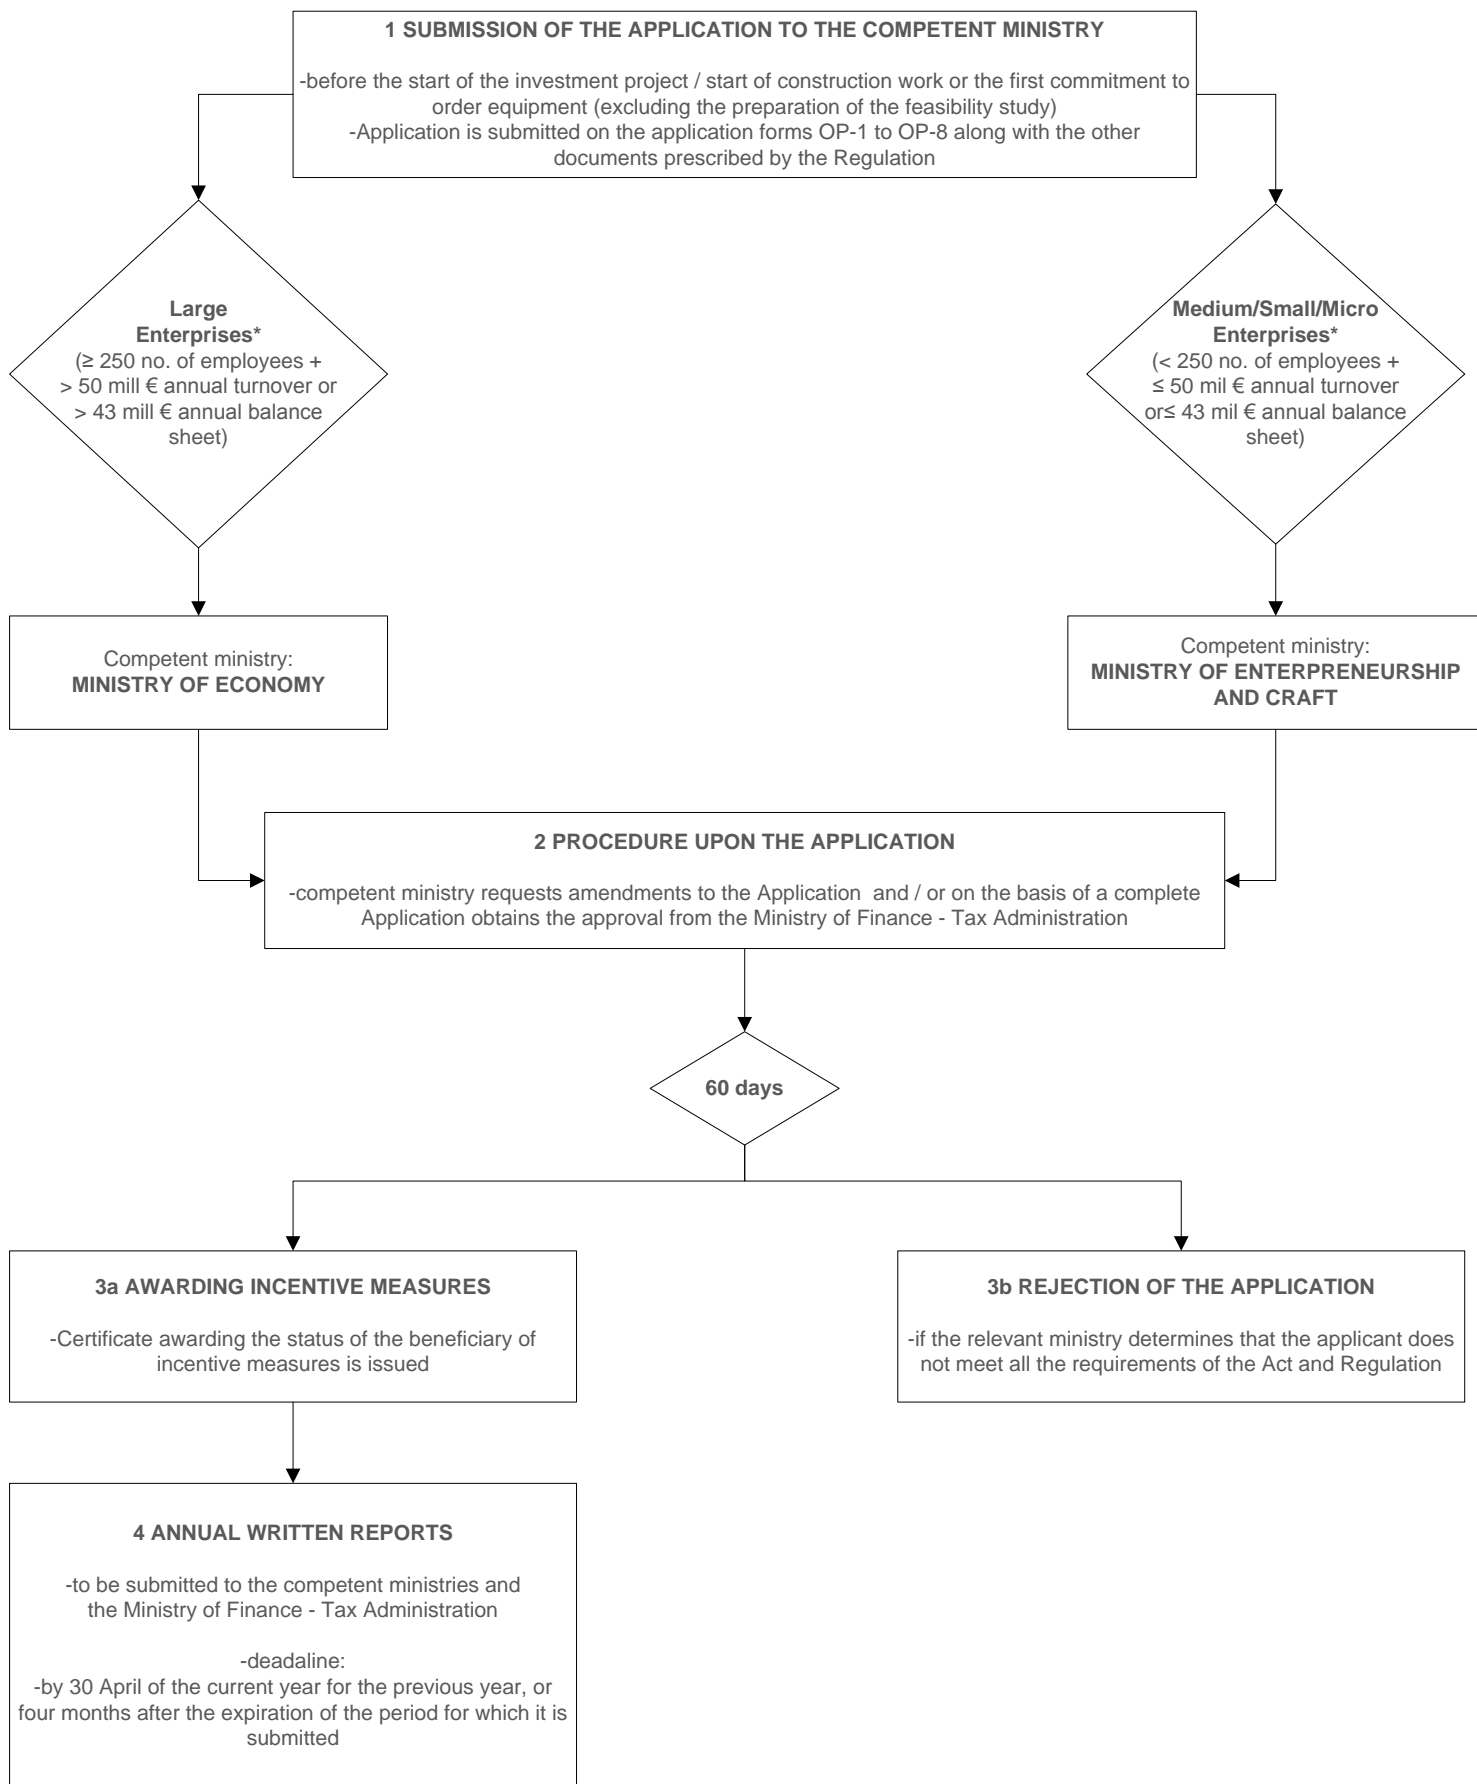 1 SUBMISSION OF THE APPLICATION TO THE COMPETENT MINISTRY
-before the start of the investment project / start of construction work or the first commitment to
order equipment (excluding the preparation of the feasibility study)
-Application is submitted on the application forms OP-1 to OP-8 along with the other
documents prescribed by the Regulation
Large
Enterprises*
(≥ 250 no. of employees +
> 50 mill € annual turnover or
> 43 mill € annual balance
sheet)
Medium/Small/Micro
Enterprises*
(< 250 no. of employees +
≤ 50 mil € annual turnover
or≤ 43 mil € annual balance
sheet)
Competent ministry:
MINISTRY OF ECONOMY
Competent ministry:
MINISTRY OF ENTERPRENEURSHIP
AND CRAFT
2 PROCEDURE UPON THE APPLICATION
-competent ministry requests amendments to the Application  and / or on the basis of a complete
Application obtains the approval from the Ministry of Finance - Tax Administration
60 days
3a AWARDING INCENTIVE MEASURES
-Certificate awarding the status of the beneficiary of
incentive measures is issued
3b REJECTION OF THE APPLICATION
-if the relevant ministry determines that the applicant does
not meet all the requirements of the Act and Regulation
4 ANNUAL WRITTEN REPORTS
-to be submitted to the competent ministries and
the Ministry of Finance - Tax Administration
-deadaline:
-by 30 April of the current year for the previous year, or
four months after the expiration of the period for which it is
submitted